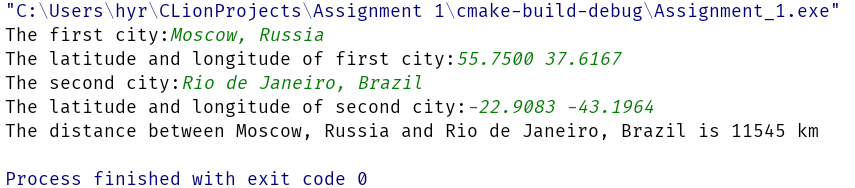 "C:\Users\hyr\CLionProjects\Assignment 1\cmake-build-debug\Assignment_1.exe"
The first city:Moscow, Russia
The latitude and longitude of first city:55.7500 37.6167
The second city:Rio de Janeiro, Brazil
The latitude and longitude of second city:-22.9083 -43.1964
The distance between Moscow, Russia and Rio de Janeiro, Brazil is 11545 km
Process finished with exit code 0